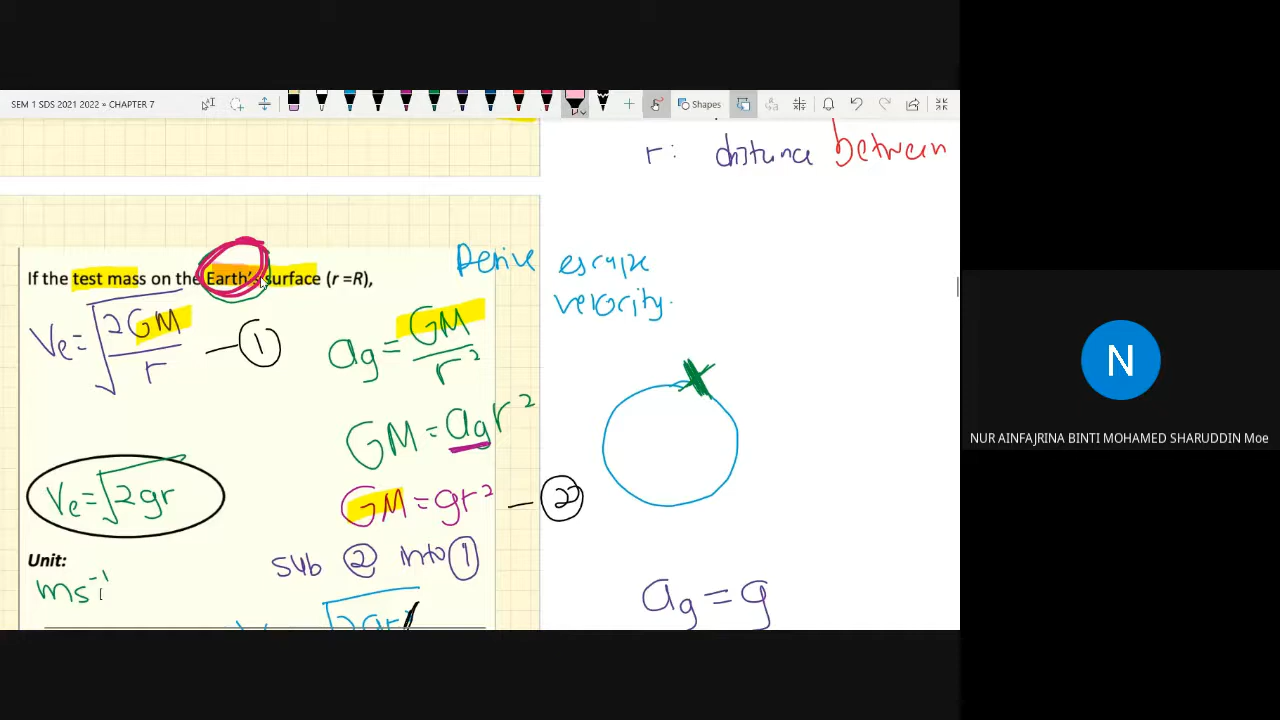 SEM 1 SDS 2021 2022 » CHAPTER 7
Shapes
r: distance between
If the test mass on the Earth's surface (r =R),
Derive escape
velocity.
Ve = √2GM/r — ①
ag = GM/r²
GM = agr²
Ve = √2gr
GM = gr² — ②
Unit:
sub ② into ①
ms⁻¹
ag = g
N
NUR AINFAJRINA BINTI MOHAMED SHARUDDIN Moe